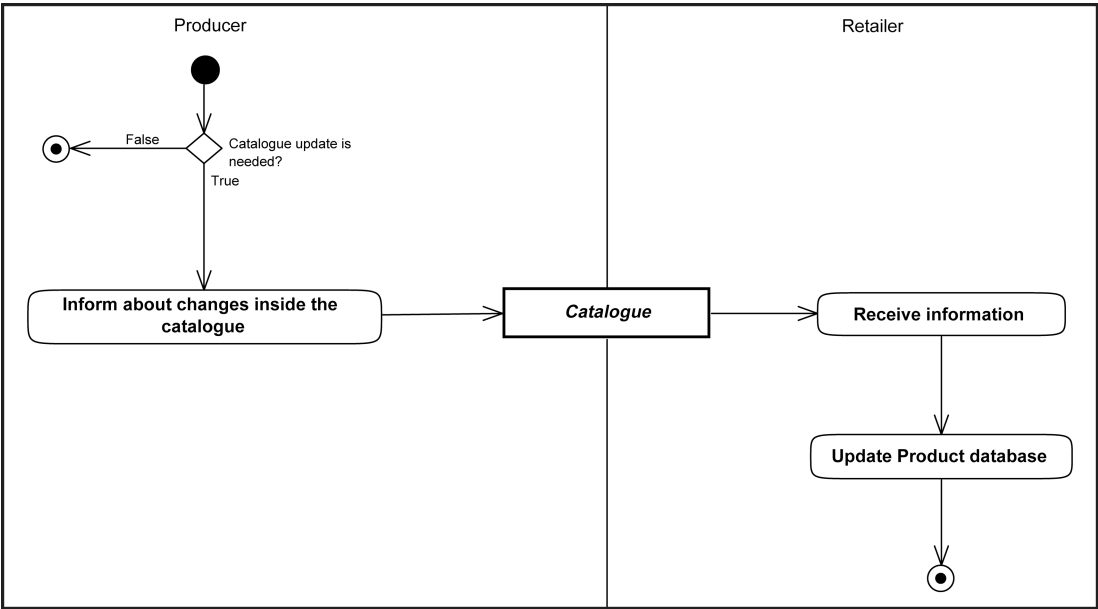 Producer
Retailer
False
Catalogue update is
needed?
True
Inform about changes inside the
catalogue
Catalogue
Receive information
Update Product database